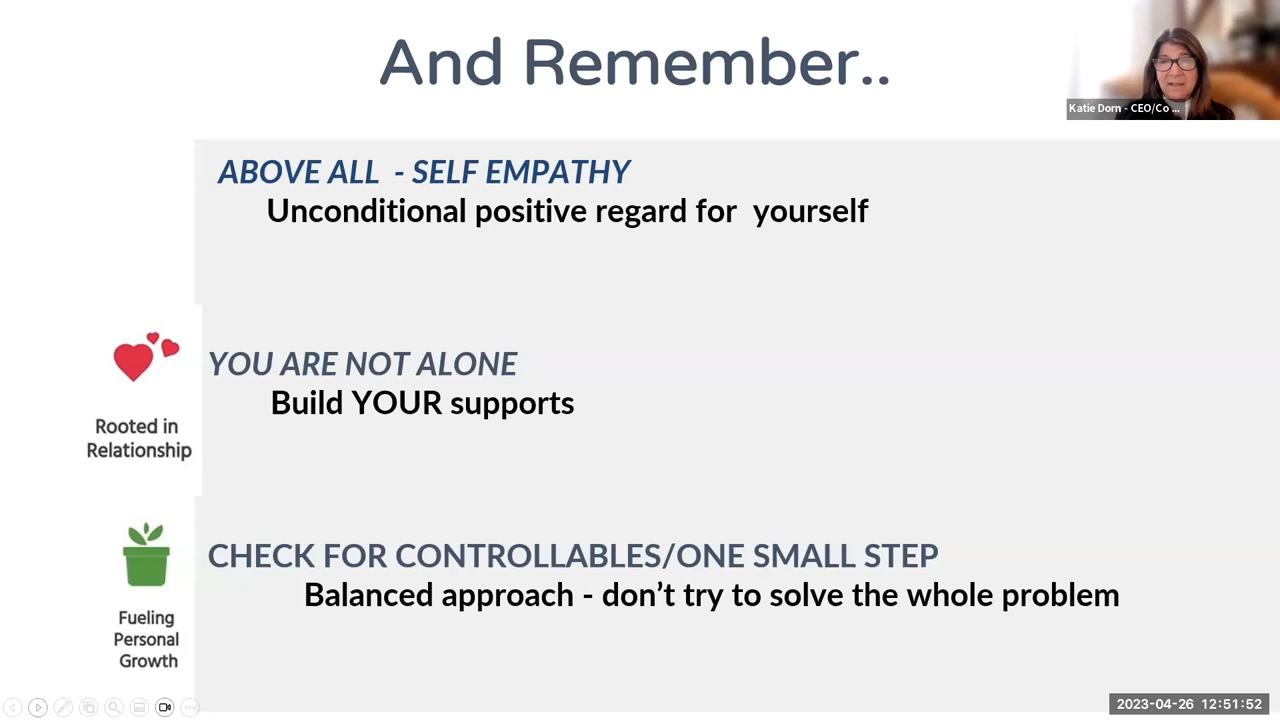 And Remember..
Katie Dorn - CEO/Co ...
ABOVE ALL - SELF EMPATHY
Unconditional positive regard for yourself
YOU ARE NOT ALONE
Build YOUR supports
Rooted in
Relationship
CHECK FOR CONTROLLABLES/ONE SMALL STEP
Balanced approach - don’t try to solve the whole problem
Fueling
Personal
Growth
2023-04-26 12:51:52